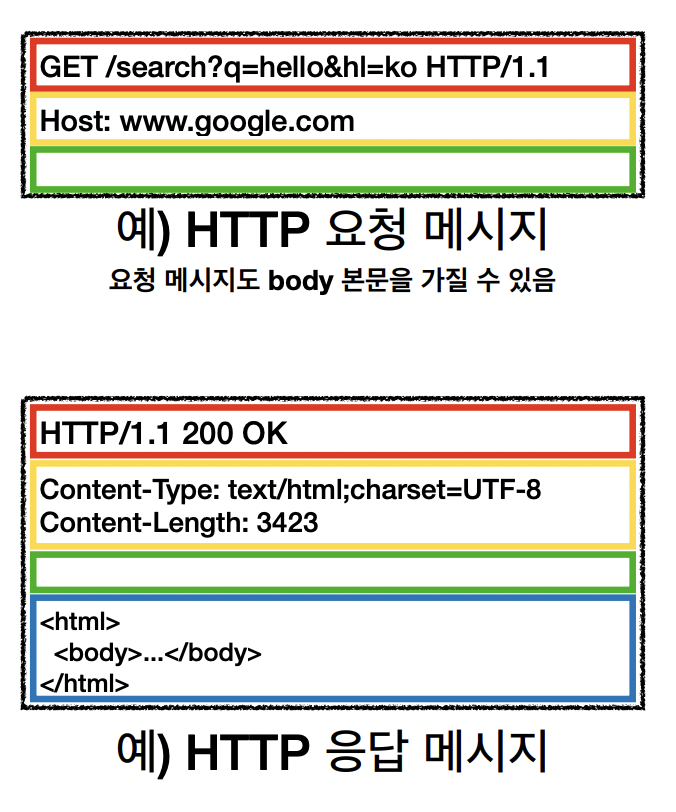 GET /search?q=hello&hl=ko HTTP/1.1
Host: www.google.com
예) HTTP 요청 메시지
요청 메시지도 body 본문을 가질 수 있음
HTTP/1.1 200 OK
Content-Type: text/html;charset=UTF-8
Content-Length: 3423
<html>
  <body>...</body>
</html>
예) HTTP 응답 메시지